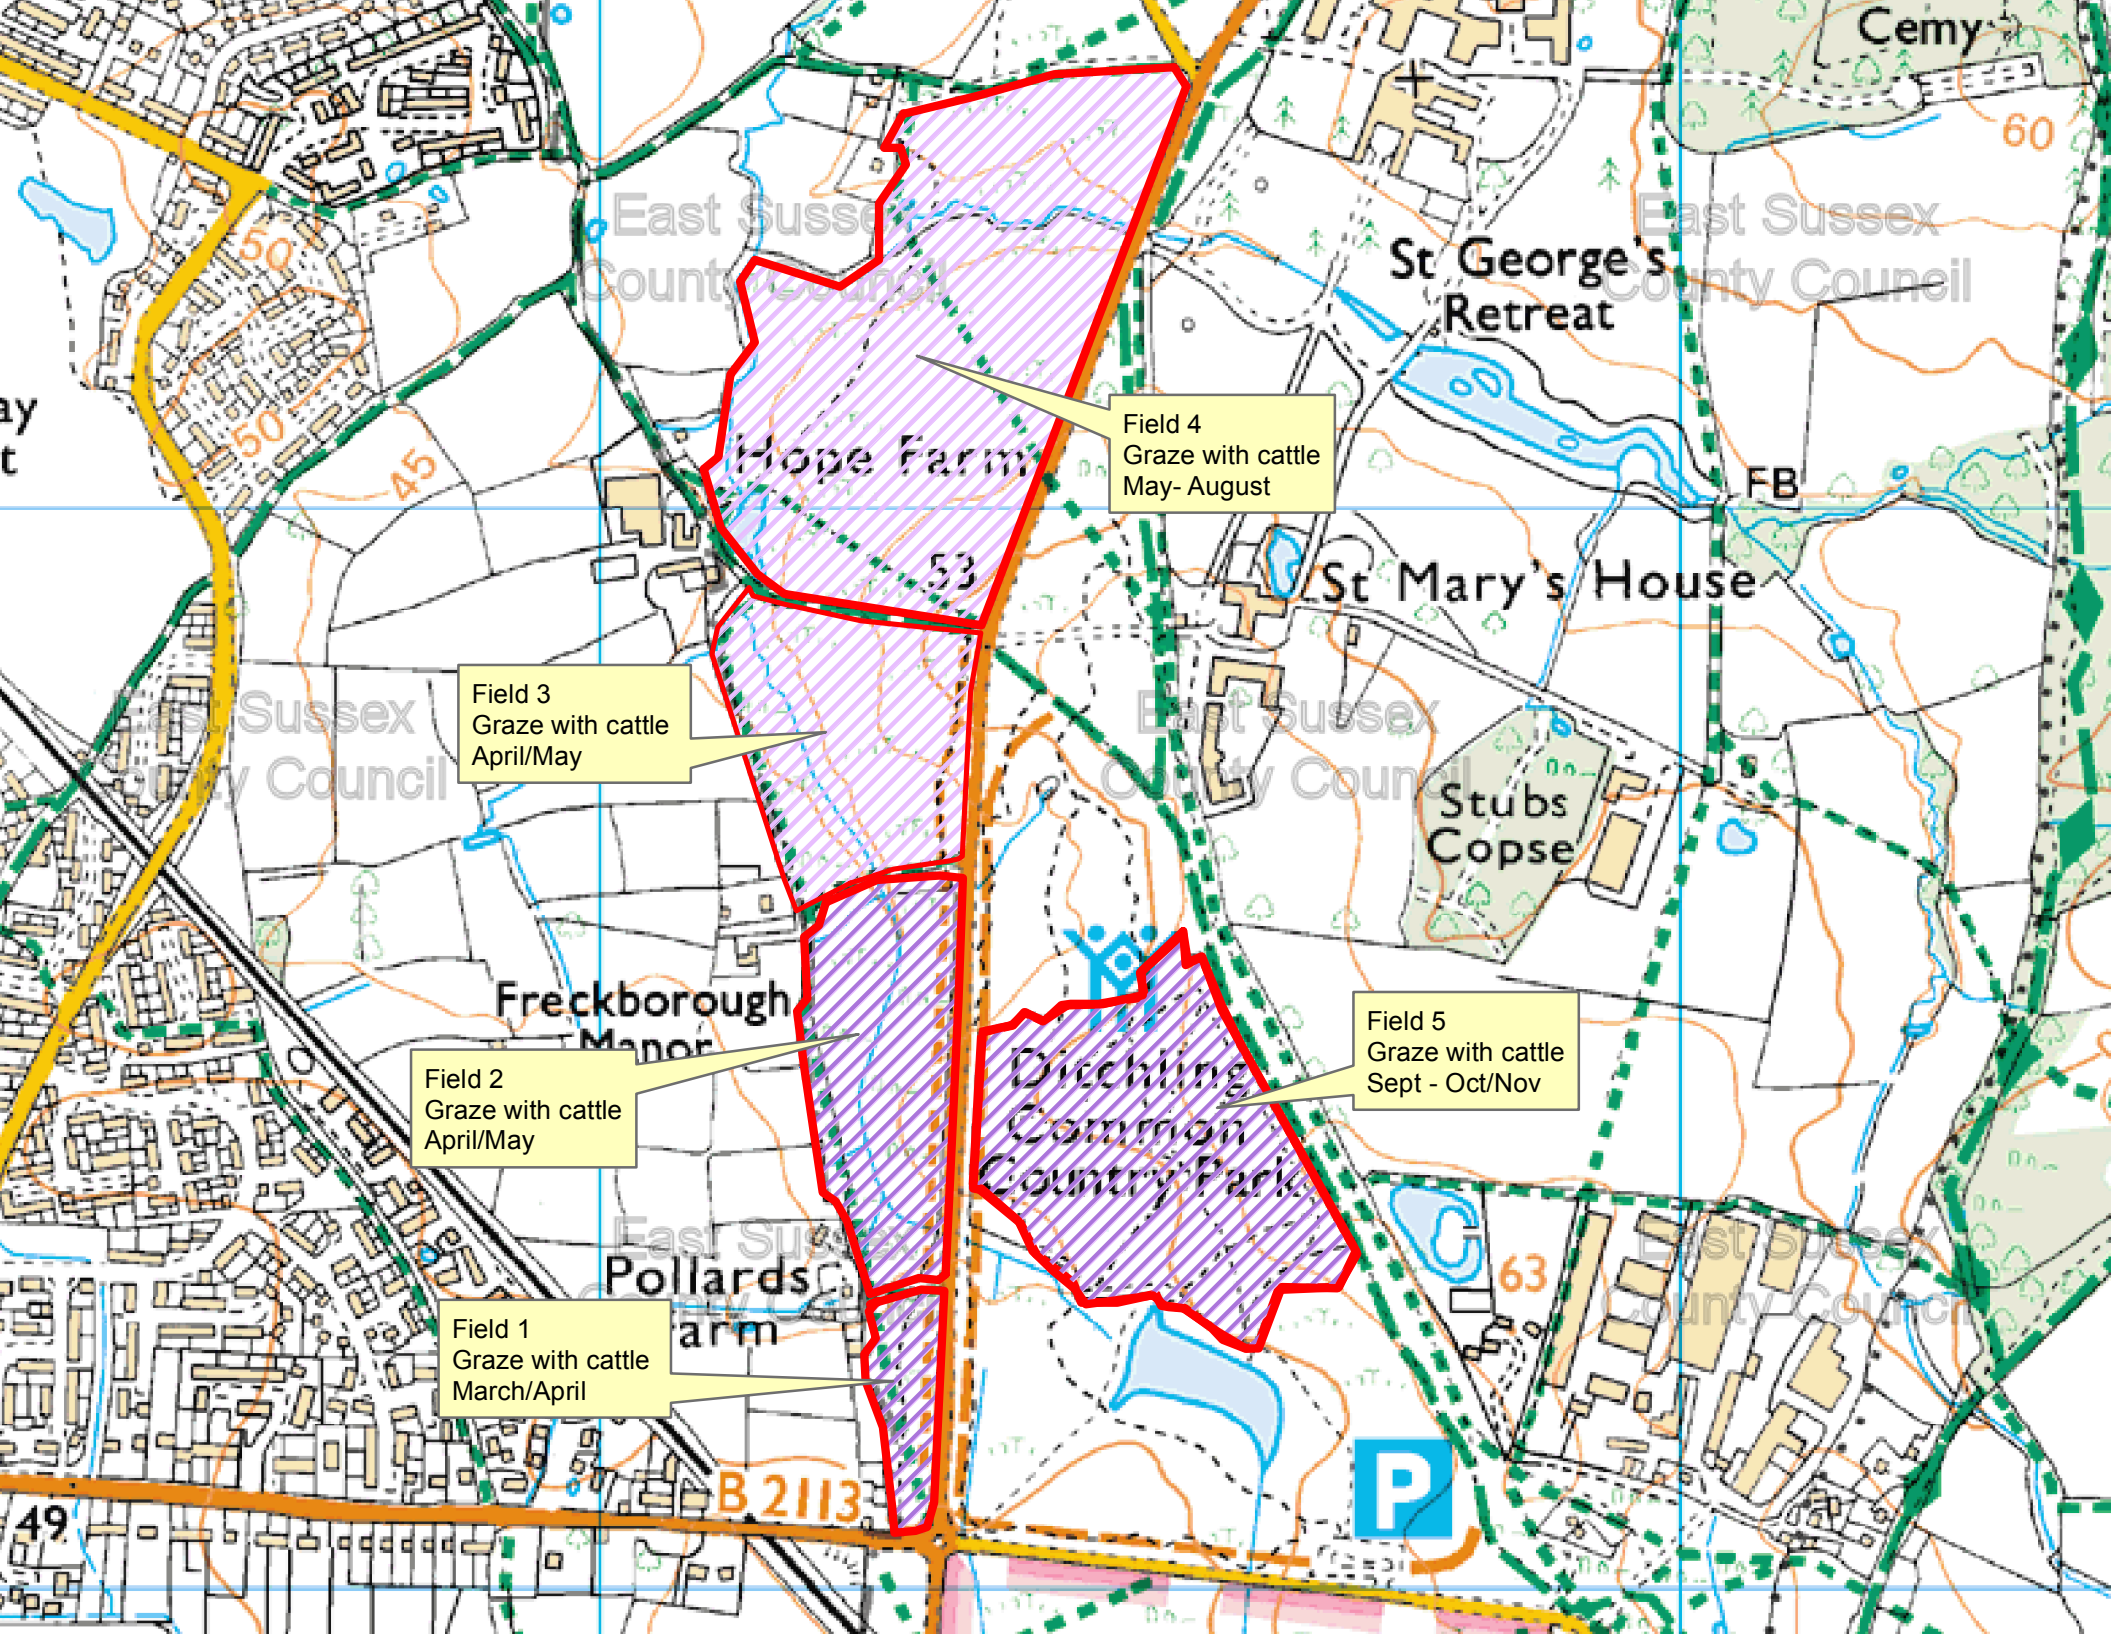 Cemy
60
East Sussex
County Council
East Sussex
County Council
St George's
Retreat
50
50
45
ay
t
Hope Farm
Field 4
Graze with cattle
May- August
FB
53
St Mary's House
Field 3
Graze with cattle
April/May
East Sussex
County Council
East Sussex
County Council
Stubs
Copse
Freckborough
Manor
Field 2
Graze with cattle
April/May
Ditchling
Common
Country Park
Field 5
Graze with cattle
Sept - Oct/Nov
East Sussex
County Council
East Sussex
County Council
Pollards
Farm
63
Field 1
Graze with cattle
March/April
B 2113
P
49